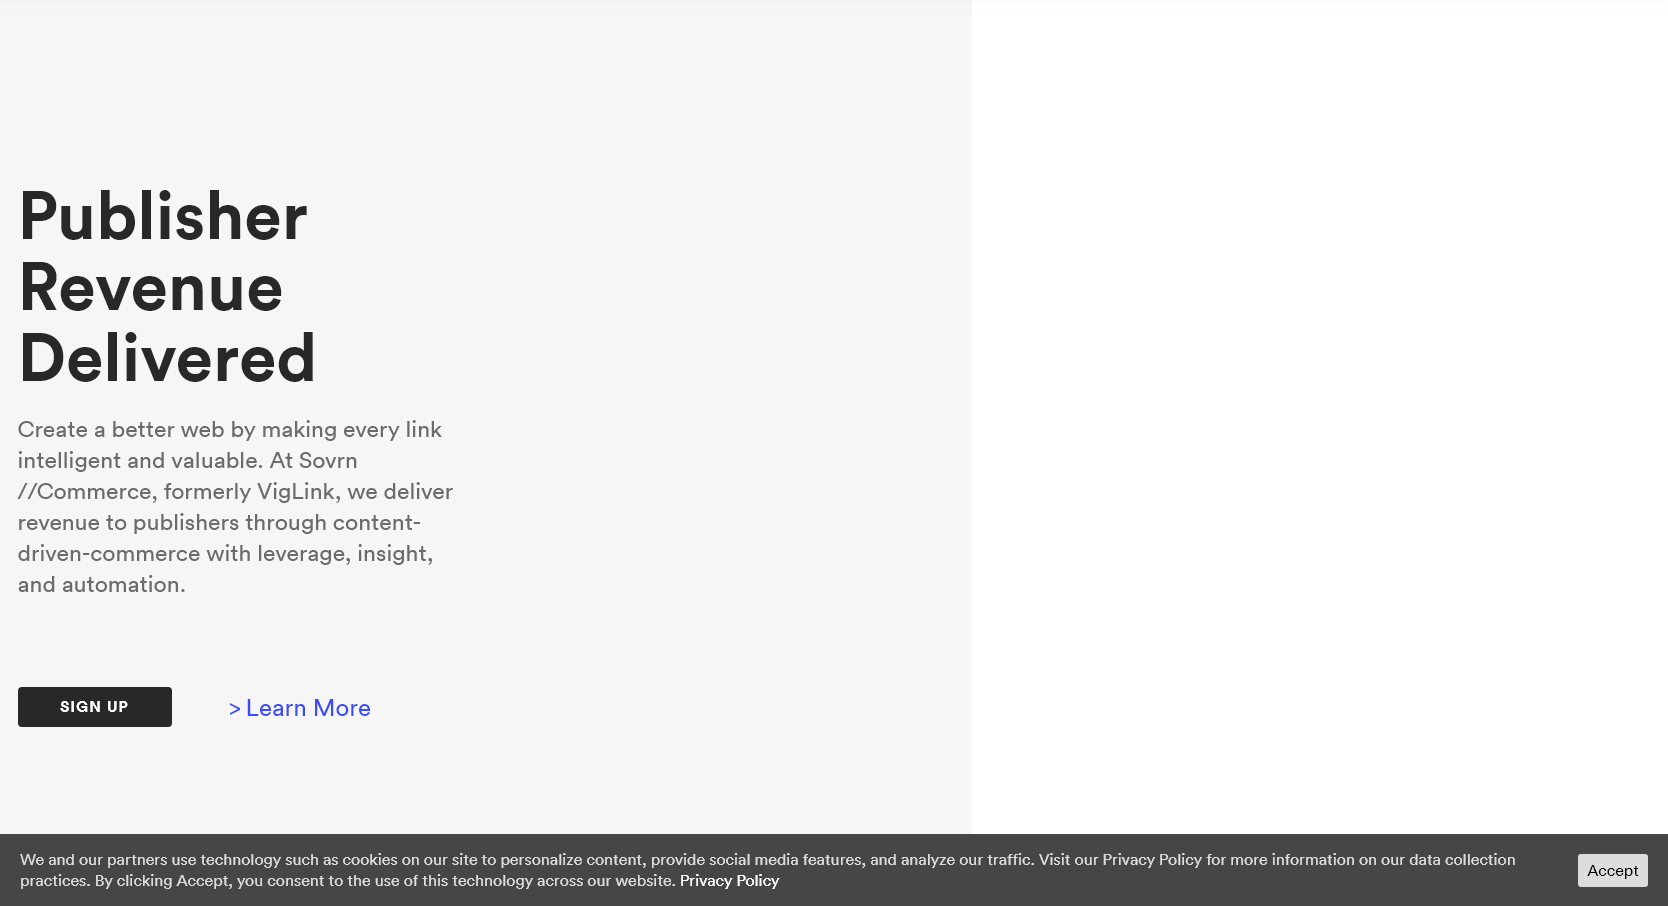 Publisher
Revenue
Delivered
Create a better web by making every link
intelligent and valuable. At Sovrn
//Commerce, formerly VigLink, we deliver
revenue to publishers through content-
driven-commerce with leverage, insight,
and automation.
SIGN UP
> Learn More
We and our partners use technology such as cookies on our site to personalize content, provide social media features, and analyze our traffic. Visit our Privacy Policy for more information on our data collection
practices. By clicking Accept, you consent to the use of this technology across our website. Privacy Policy
Accept